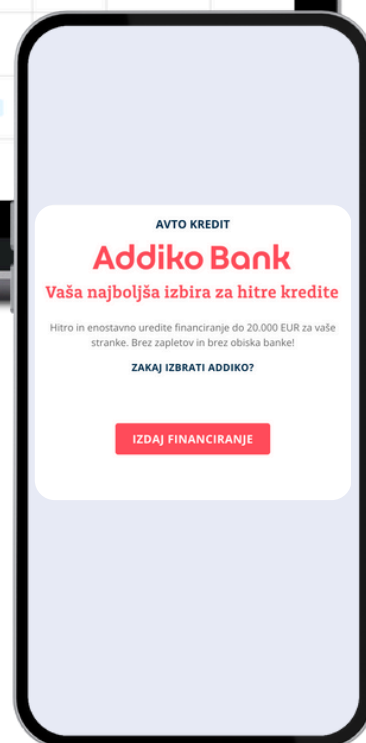 AVTO KREDIT
Addiko Bank
Vaša najboljša izbira za hitre kredite
Hitro in enostavno uredite financiranje do 20.000 EUR za vaše
stranke. Brez zapletov in brez obiska banke!
ZAKAJ IZBRATI ADDIKO?
IZDAJ FINANCIRANJE